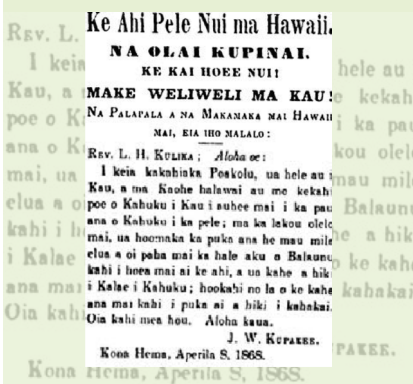 Ke Ahi Pele Nui ma Hawaii.
NA OLAI KUPINAI.
KE KAI HOEE NUI!
MAKE WELIWELI MA KAU!
NA PALAPALA A NA MAKAMAKA MAI HAWAII
MAI, EIA IHO MALALO:
REV. L. H. KULIKA; Aloha oe:
I keia kakahiaka Poakolu, ua hele au i
Kau, a ma Kaohe halawai au me kekahi
poe o Kahuku i Kau i auhee mai i ka pau
ana o Kahuku i ka pele; ma ka lakou olelo
mai, ua hoomaka ka puka ana he mau mile
elua a oi paha mai ka hale aku o Balaunu
kahi i hoea mai ai ke ahi, a ua kahe a hiki
i Kalae i Kahuku; hookahi no la o ke kahe
ana mai kahi i puka ai a hiki i kahakai.
Oia kahi mea hou. Aloha kaua.
J. W. KUPAKEE.
Kona Hema, Aperila 8, 1868.